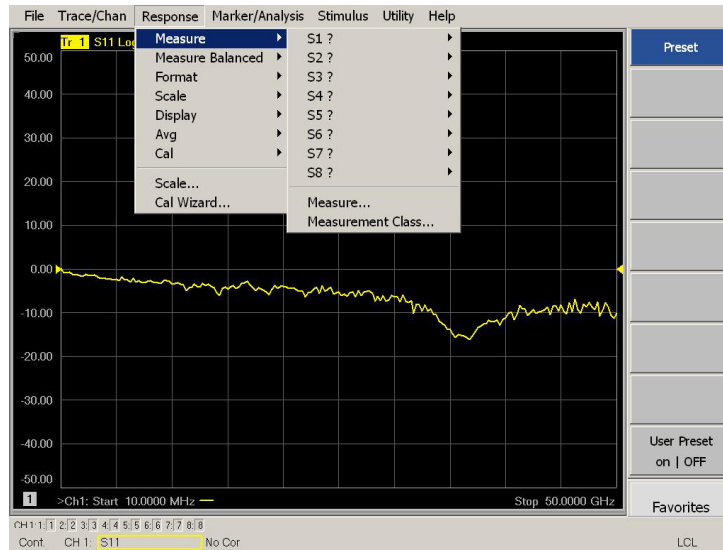 File Trace/Chan Response Marker/Analysis Stimulus Utility Help
Tr 1 S11 Lo
Measure
Measure Balanced
Format
Scale
Display
Avg
Cal
Scale...
Cal Wizard...
S1 ?
S2 ?
S3 ?
S4 ?
S5 ?
S6 ?
S7 ?
S8 ?
Measure...
Measurement Class...
50.00
40.00
30.00
20.00
10.00
0.00
-10.00
-20.00
-30.00
-40.00
-50.00
1 >Ch1: Start 10.0000 MHz Stop 50.0000 GHz
Preset
User Preset
on | OFF
Favorites
CH 1: 1: 1 2: 2 3: 3 4: 4 5: 5 6: 6 7: 7 8: 8
Cont. CH 1: S11 No Cor LCL